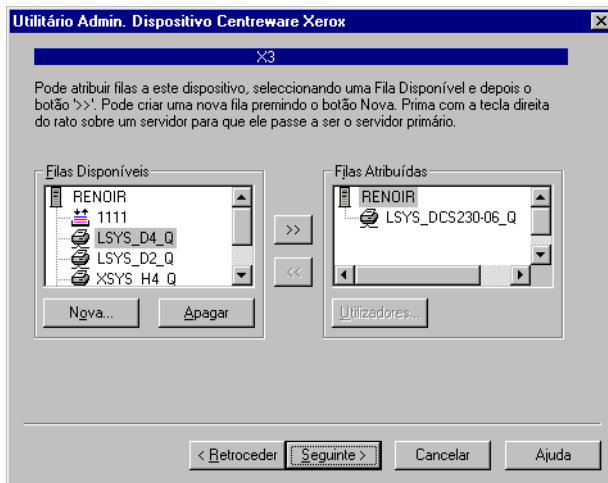 Utilitário Admin. Dispositivo Centreware Xerox
X3
Pode atribuir filas a este dispositivo, seleccionando uma Fila Disponível e depois o
botão '>>'. Pode criar uma nova fila premindo o botão Nova. Prima com a tecla direita
do rato sobre um servidor para que ele passe a ser o servidor primário.
Filas Disponíveis
RENOIR
1111
LSYS_D4_Q
LSYS_D2_Q
XSYS_H4_Q
Nova...
Apagar
>>
<<
Filas Atribuídas
RENOIR
LSYS_DCS230-06_Q
Utilizadores...
< Retroceder
Seguinte >
Cancelar
Ajuda